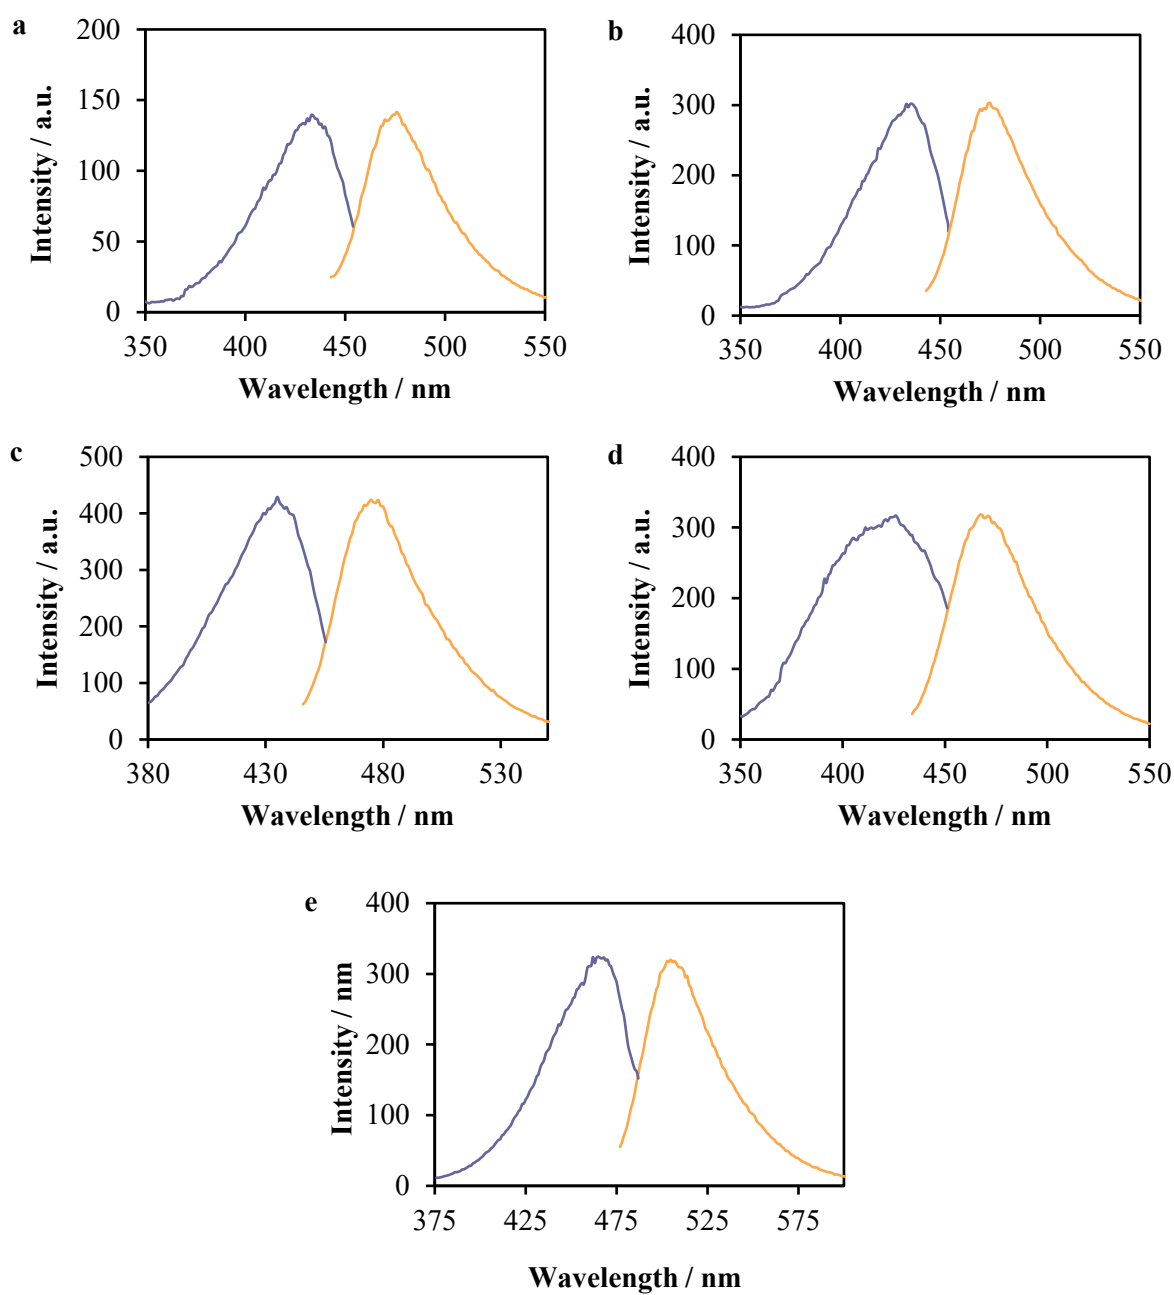 a
200
150
100
50
0
350 400 450 500 550
Intensity / a.u.
Wavelength / nm
b
400
300
200
100
0
350 400 450 500 550
Intensity / a.u.
Wavelength / nm
c
500
400
300
200
100
0
380 430 480 530
Intensity / a.u.
Wavelength / nm
d
400
300
200
100
0
350 400 450 500 550
Intensity / a.u.
Wavelength / nm
e
400
300
200
100
0
375 425 475 525 575
Intensity / nm
Wavelength / nm